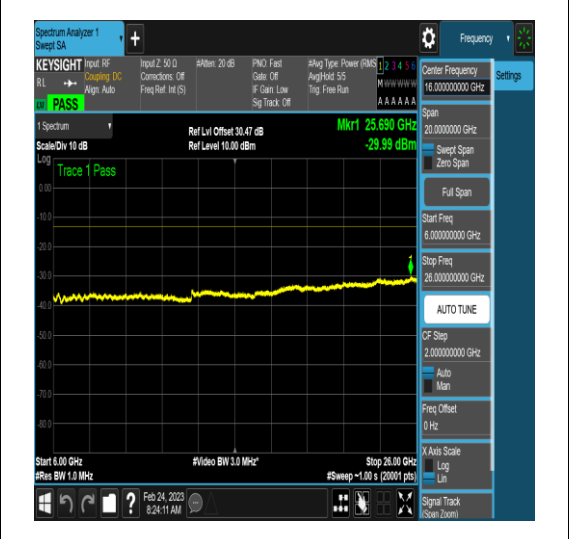 Spectrum Analyzer 1
Swept SA
+
Frequency
KEYSIGHT
RL
PASS
Input: RF
Coupling: DC
Align: Auto
Input Z: 50 Ω
Corrections: Off
Freq Ref: Int (S)
#Atten: 20 dB
PNO: Fast
Gate: Off
IF Gain: Low
Sig Track: Off
#Avg Type: Power (RMS
Avg|Hold: 5/5
Trig: Free Run
1 2 3 4 5 6
M W W W W W
A A A A A A
1 Spectrum
Scale/Div 10 dB
Ref Lvl Offset 30.47 dB
Ref Level 10.00 dBm
Mkr1 25.690 GHz
-29.99 dBm
Log
Trace 1 Pass
0.00
-10.0
-20.0
-30.0
-40.0
-50.0
-60.0
-70.0
-80.0
1
Start 6.00 GHz
#Res BW 1.0 MHz
#Video BW 3.0 MHz*
Stop 26.00 GHz
#Sweep ~1.00 s (20001 pts)
?
Feb 24, 2023
8:24:11 AM
Center Frequency
16.000000000 GHz
Settings
Span
20.0000000 GHz
Swept Span
Zero Span
Full Span
Start Freq
6.000000000 GHz
Stop Freq
26.000000000 GHz
AUTO TUNE
CF Step
2.000000000 GHz
Auto
Man
Freq Offset
0 Hz
X Axis Scale
Log
Lin
Signal Track
(Span Zoom)